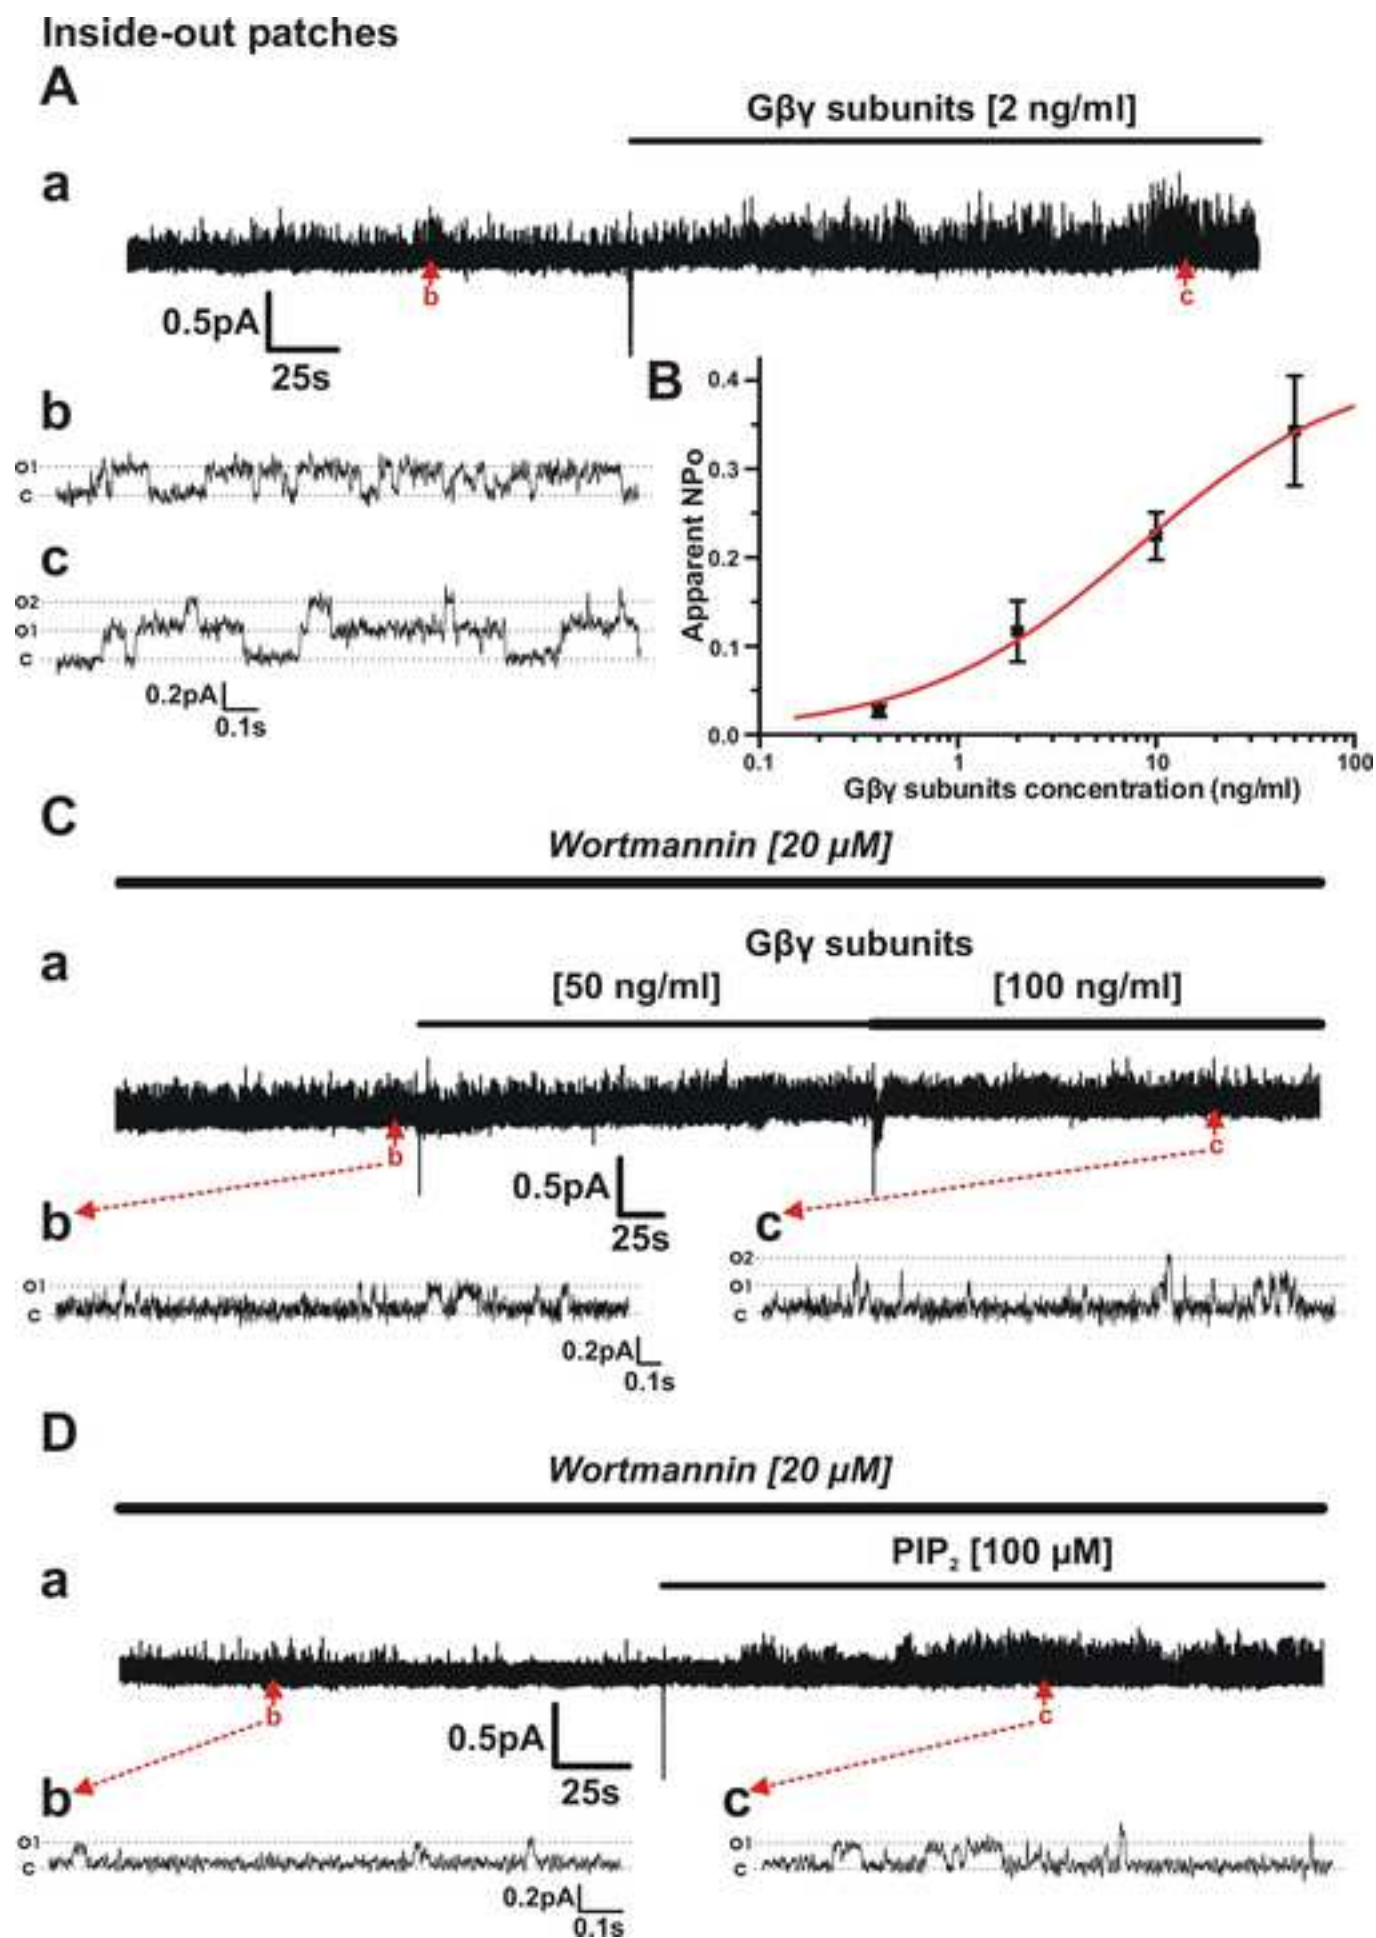 Inside-out patches
A
Gβγ subunits [2 ng/ml]
a
b
c
0.5pA
25s
b
o1
c
c
o2
o1
c
0.2pA
0.1s
B
0.4
0.3
0.2
0.1
0.0
Apparent NPo
0.1
1
10
100
Gβγ subunits concentration (ng/ml)
C
Wortmannin [20 µM]
a
Gβγ subunits
[50 ng/ml]
[100 ng/ml]
b
c
0.5pA
25s
b
o1
c
0.2pA
0.1s
c
o2
o1
c
D
Wortmannin [20 µM]
PIP₂ [100 µM]
a
b
c
0.5pA
25s
b
o1
c
0.2pA
0.1s
c
o1
c